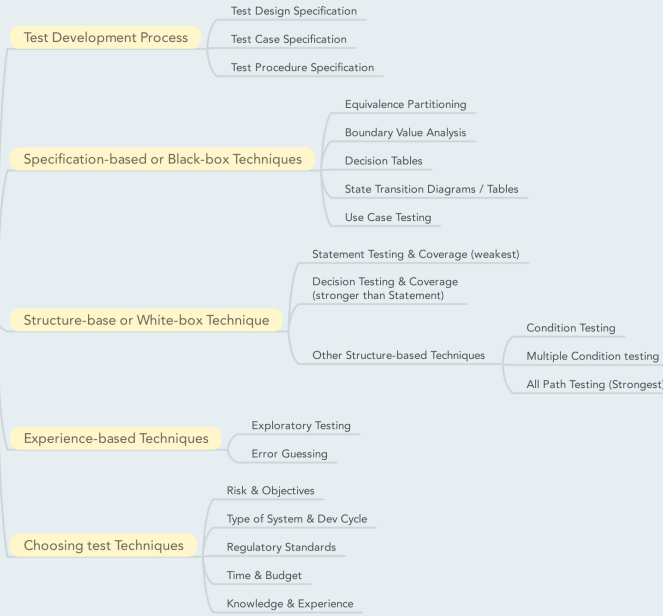 Test Development Process
Test Design Specification
Test Case Specification
Test Procedure Specification
Specification-based or Black-box Techniques
Equivalence Partitioning
Boundary Value Analysis
Decision Tables
State Transition Diagrams / Tables
Use Case Testing
Structure-base or White-box Technique
Statement Testing & Coverage (weakest)
Decision Testing & Coverage
(stronger than Statement)
Other Structure-based Techniques
Condition Testing
Multiple Condition testing
All Path Testing (Strongest)
Experience-based Techniques
Exploratory Testing
Error Guessing
Choosing test Techniques
Risk & Objectives
Type of System & Dev Cycle
Regulatory Standards
Time & Budget
Knowledge & Experience